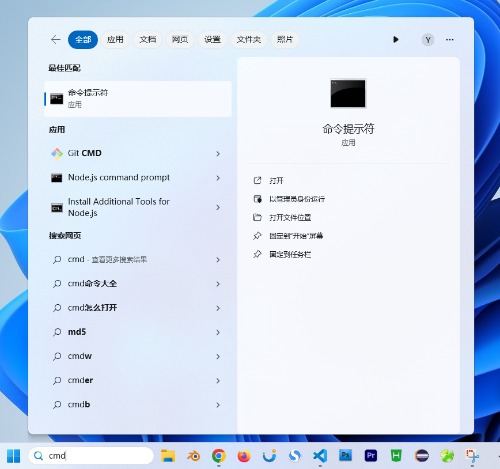 全部 应用 文档 网页 设置 文件夹 照片 Y
最佳匹配
命令提示符
应用
应用
Git CMD
Node.js command prompt
Install Additional Tools for
Node.js
搜索网页
cmd - 查看更多搜索结果
cmd命令大全
cmd怎么打开
md5
cmdw
cmder
cmdb
命令提示符
应用
打开
以管理员身份运行
打开文件位置
固定到"开始"屏幕
固定到任务栏
cmd
Ps Pr H